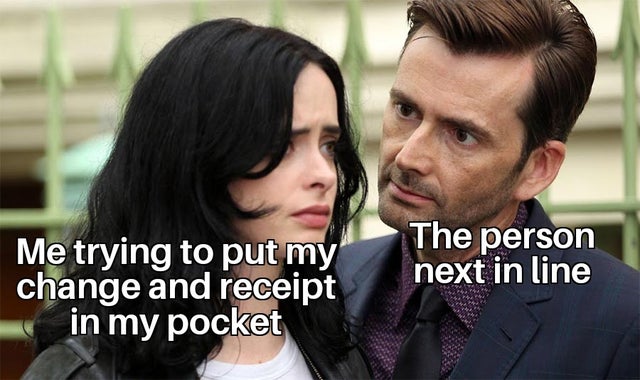 Me trying to put my
change and receipt
in my pocket
The person
next in line